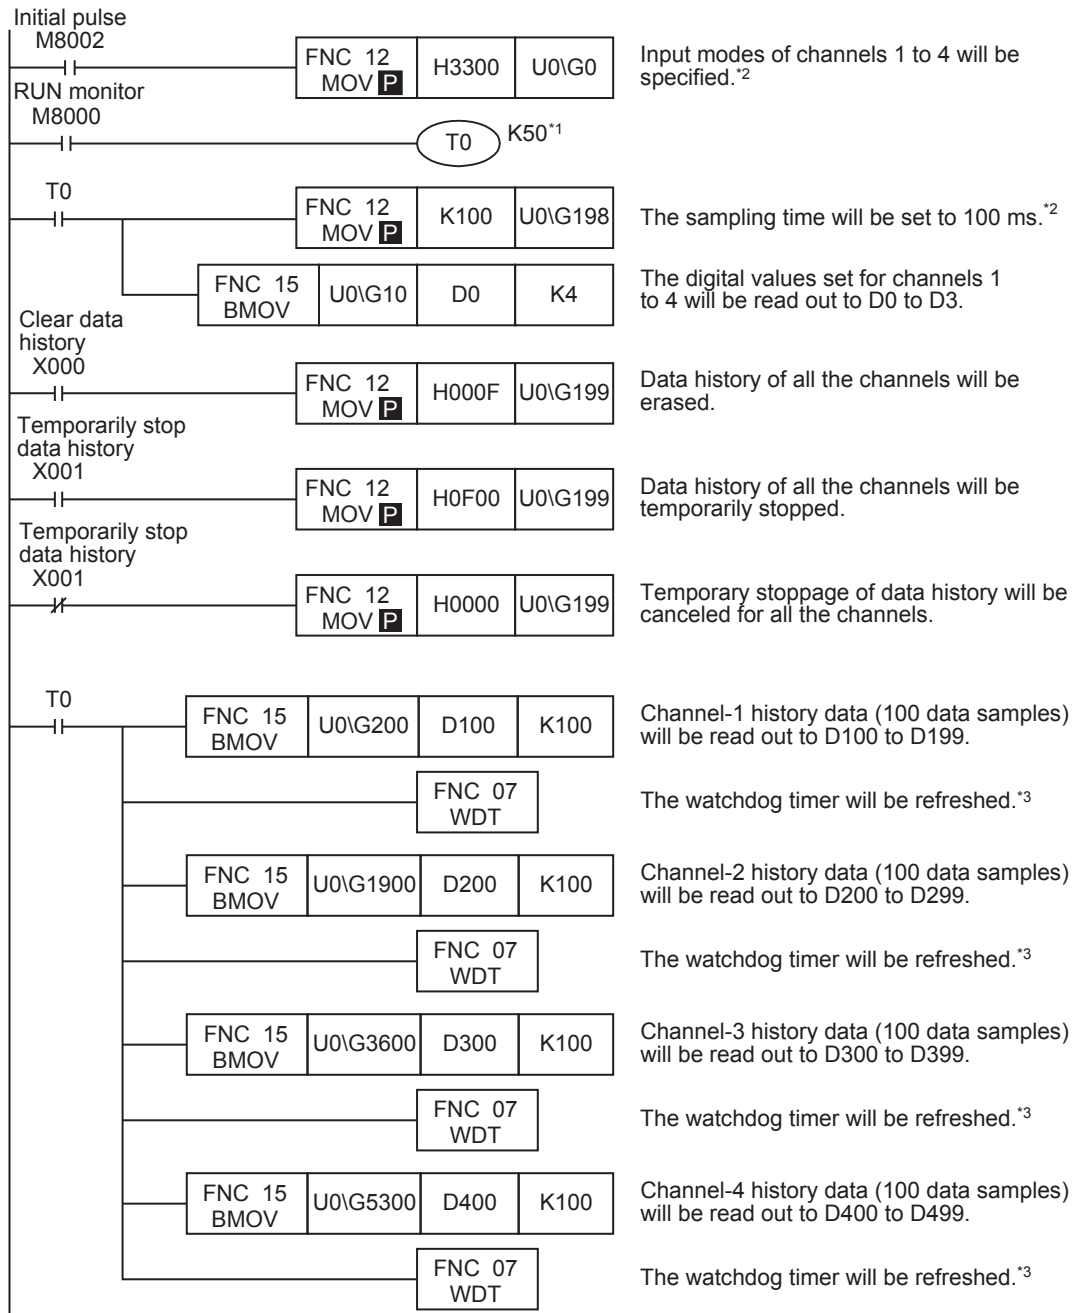 Initial pulse
M8002
FNC 12
MOV P
H3300
U0\G0
Input modes of channels 1 to 4 will be
specified.*2
RUN monitor
M8000
T0
K50*1
T0
FNC 12
MOV P
K100
U0\G198
The sampling time will be set to 100 ms.*2
FNC 15
BMOV
U0\G10
D0
K4
The digital values set for channels 1
to 4 will be read out to D0 to D3.
Clear data
history
X000
FNC 12
MOV P
H000F
U0\G199
Data history of all the channels will be
erased.
Temporarily stop
data history
X001
FNC 12
MOV P
H0F00
U0\G199
Data history of all the channels will be
temporarily stopped.
Temporarily stop
data history
X001
FNC 12
MOV P
H0000
U0\G199
Temporary stoppage of data history will be
canceled for all the channels.
T0
FNC 15
BMOV
U0\G200
D100
K100
Channel-1 history data (100 data samples)
will be read out to D100 to D199.
FNC 07
WDT
The watchdog timer will be refreshed.*3
FNC 15
BMOV
U0\G1900
D200
K100
Channel-2 history data (100 data samples)
will be read out to D200 to D299.
FNC 07
WDT
The watchdog timer will be refreshed.*3
FNC 15
BMOV
U0\G3600
D300
K100
Channel-3 history data (100 data samples)
will be read out to D300 to D399.
FNC 07
WDT
The watchdog timer will be refreshed.*3
FNC 15
BMOV
U0\G5300
D400
K100
Channel-4 history data (100 data samples)
will be read out to D400 to D499.
FNC 07
WDT
The watchdog timer will be refreshed.*3